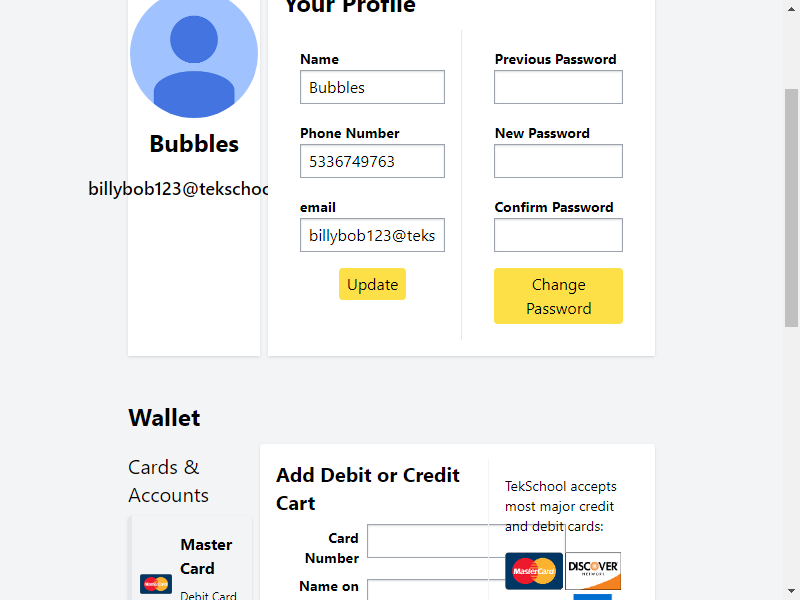 Your Profile
Bubbles
billybob123@tekschoo
Name
Bubbles
Phone Number
5336749763
email
billybob123@teks
Update
Previous Password
New Password
Confirm Password
Change
Password
Wallet
Cards &
Accounts
Master
Card
Debit Card
Add Debit or Credit
Cart
Card
Number
Name on
TekSchool accepts
most major credit
and debit cards:
MasterCard
DISCOVER
NETWORK